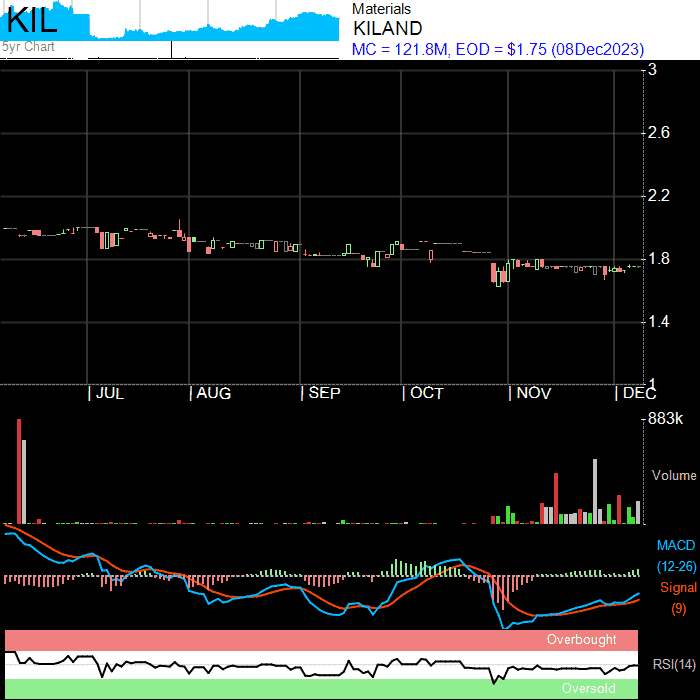 KIL
5yr Chart
Materials
KILAND
MC = 121.8M, EOD = $1.75 (08Dec2023)
3
2.6
2.2
1.8
1.4
1
JUL AUG SEP OCT NOV DEC
883k
Volume
MACD
(12-26)
Signal
(9)
Overbought
RSI(14)
Oversold